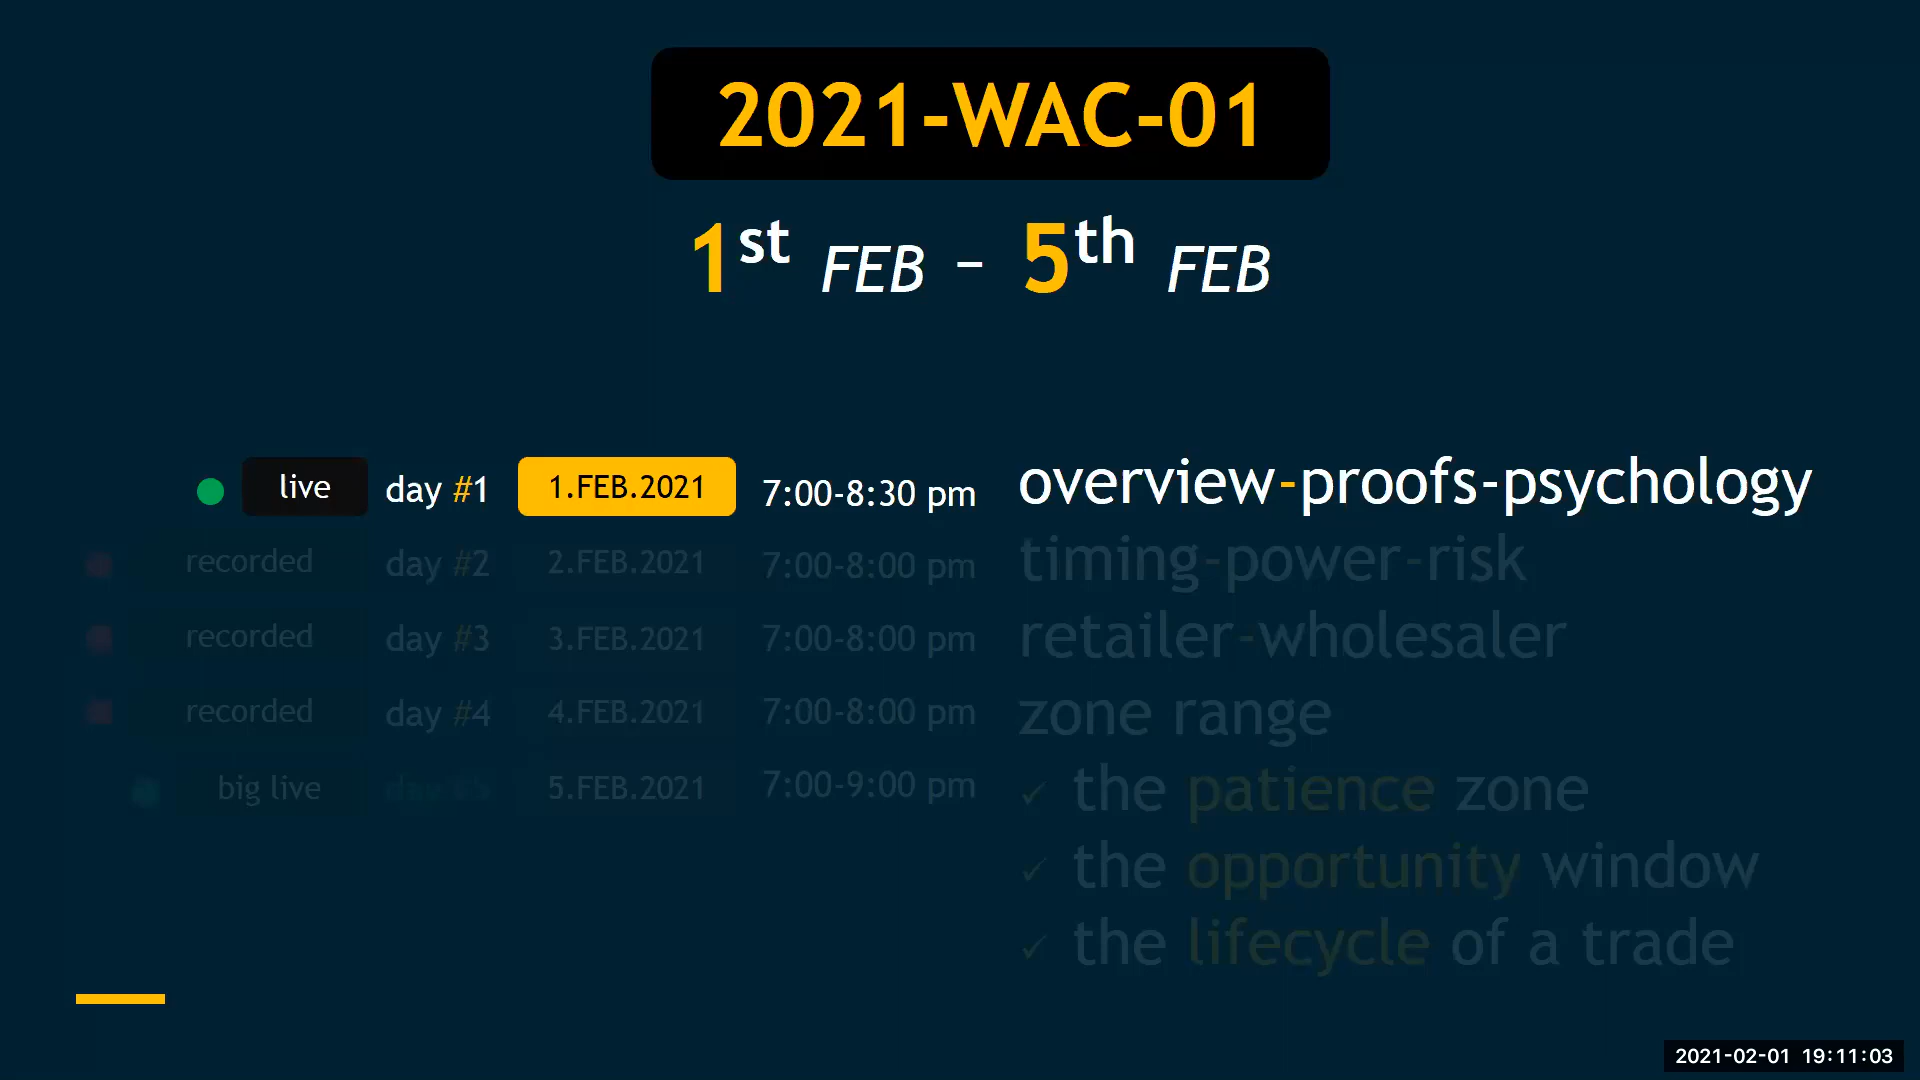 2021-WAC-01
1st FEB – 5th FEB
live day #1 1.FEB.2021 7:00-8:30 pm overview-proofs-psychology
recorded day #2 2.FEB.2021 7:00-8:00 pm timing-power-risk
recorded day #3 3.FEB.2021 7:00-8:00 pm retailer-wholesaler
recorded day #4 4.FEB.2021 7:00-8:00 pm zone range
big live day #5 5.FEB.2021 7:00-9:00 pm ✓ the patience zone
✓ the opportunity window
✓ the lifecycle of a trade
2021-02-01 19:11:03